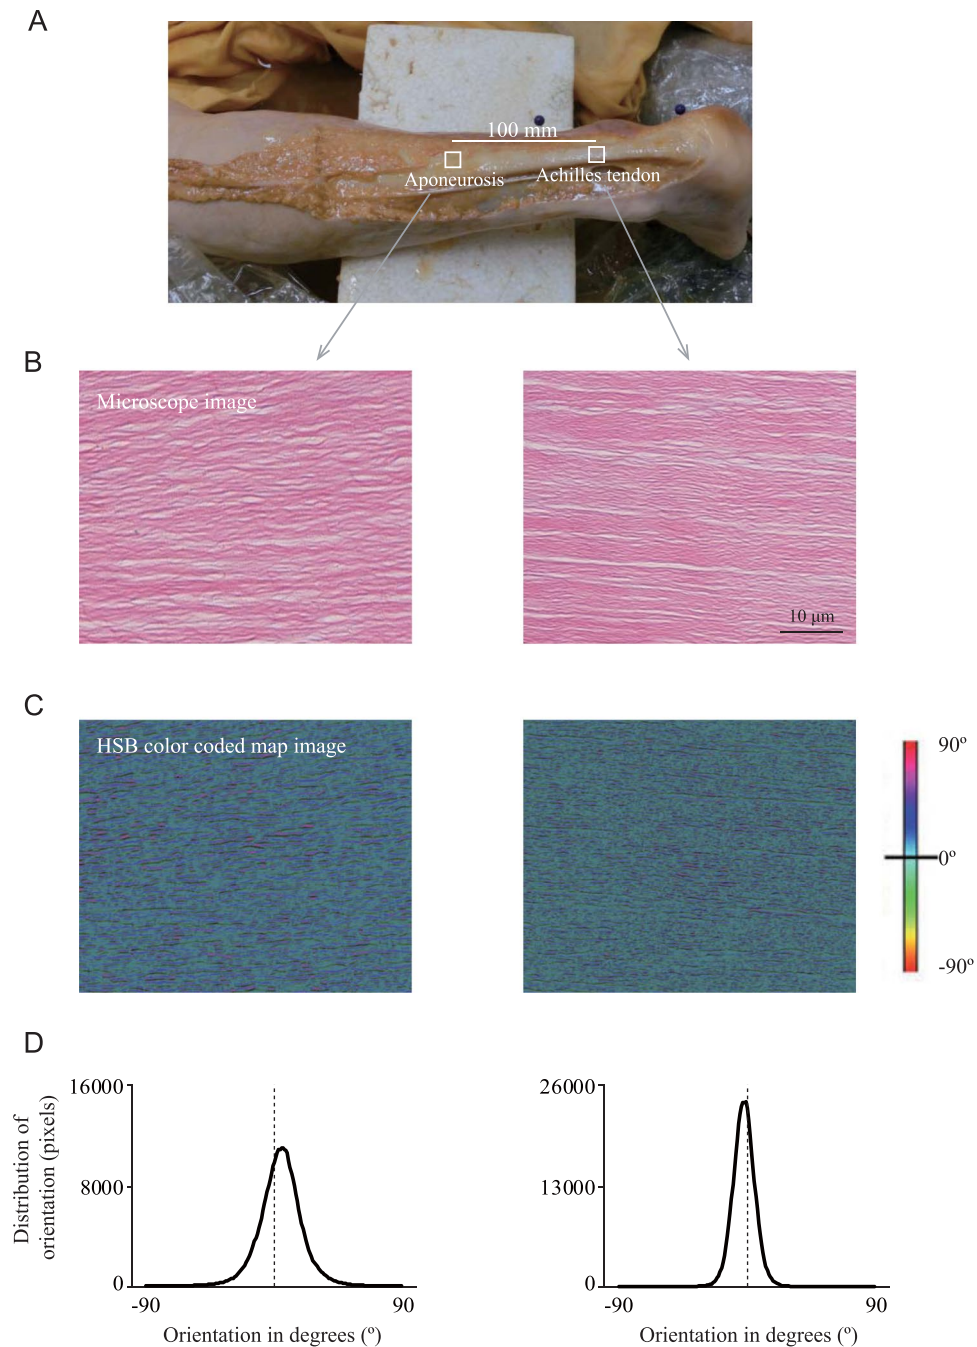 A
100 mm
Aponeurosis
Achilles tendon
B
Microscope image
10 μm
C
HSB color coded map image
90º
0º
-90º
D
Distribution of
orientation (pixels)
16000
8000
0
-90
90
Orientation in degrees (º)
26000
13000
0
-90
90
Orientation in degrees (º)